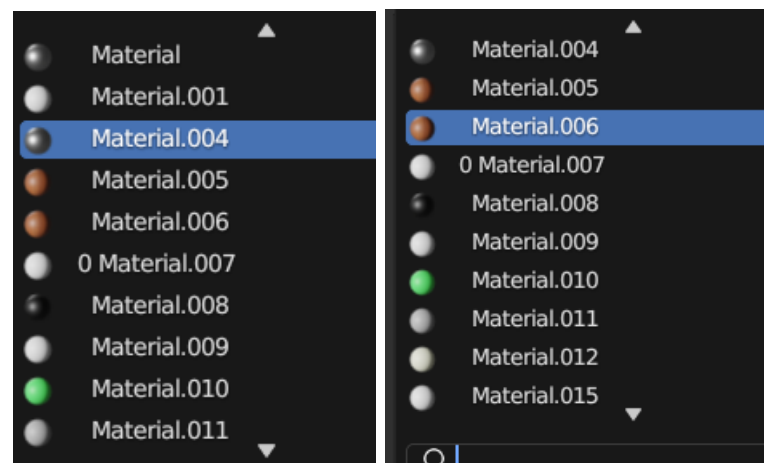 Material
Material.001
Material.004
Material.005
Material.006
0 Material.007
Material.008
Material.009
Material.010
Material.011
Material.004
Material.005
Material.006
0 Material.007
Material.008
Material.009
Material.010
Material.011
Material.012
Material.015